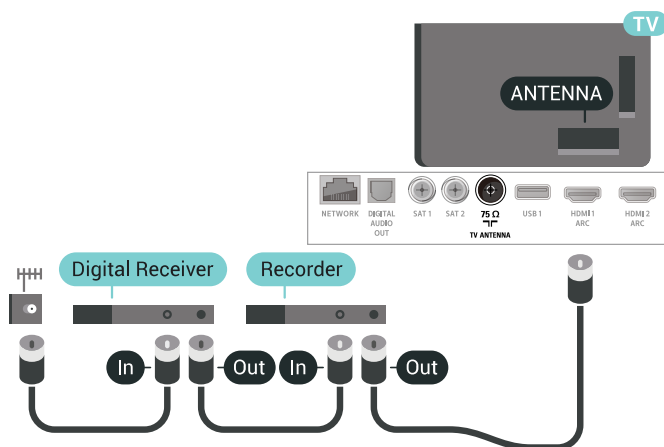 TV
ANTENNA
NETWORK
DIGITAL
AUDIO
OUT
SAT 1
SAT 2
75 Ω
TV ANTENNA
USB 1
HDMI 1
ARC
HDMI 2
ARC
Digital Receiver
Recorder
In
Out
In
Out